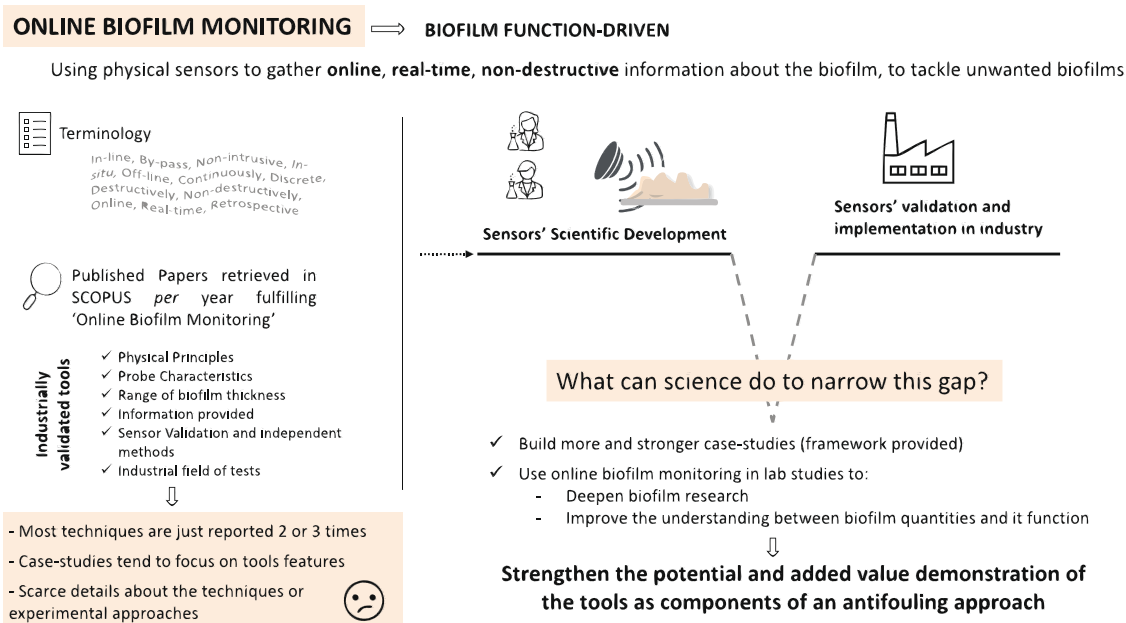 ONLINE BIOFILM MONITORING
BIOFILM FUNCTION-DRIVEN
Using physical sensors to gather online, real-time, non-destructive information about the biofilm, to tackle unwanted biofilms
Terminology
In-line, By-pass, Non-intrusive, In-
situ, Off-line, Continuously, Discrete,
Destructively, Non-destructively,
Online, Real-time, Retrospective
Published Papers retrieved in
SCOPUS per year fulfilling
'Online Biofilm Monitoring'
Industrially
validated tools
✓ Physical Principles
✓ Probe Characteristics
✓ Range of biofilm thickness
✓ Information provided
✓ Sensor Validation and independent
methods
✓ Industrial field of tests
- Most techniques are just reported 2 or 3 times
- Case-studies tend to focus on tools features
- Scarce details about the techniques or
experimental approaches
Sensors' Scientific Development
Sensors' validation and
implementation in industry
What can science do to narrow this gap?
✓ Build more and stronger case-studies (framework provided)
✓ Use online biofilm monitoring in lab studies to:
- Deepen biofilm research
- Improve the understanding between biofilm quantities and it function
Strengthen the potential and added value demonstration of
the tools as components of an antifouling approach